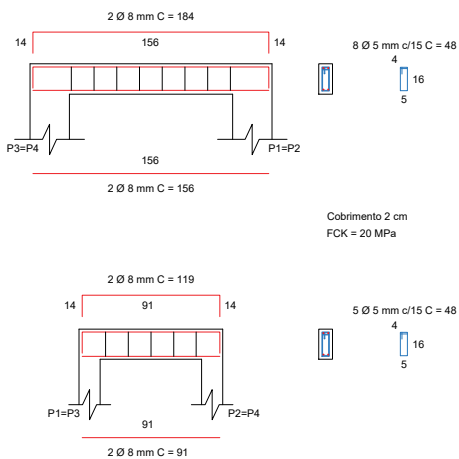 2 Ø 8 mm C = 184
14
156
14
8 Ø 5 mm c/15 C = 48
4
16
5
P3=P4
P1=P2
156
2 Ø 8 mm C = 156
Cobrimento 2 cm
FCK = 20 MPa
2 Ø 8 mm C = 119
14
91
14
5 Ø 5 mm c/15 C = 48
4
16
5
P1=P3
P2=P4
91
2 Ø 8 mm C = 91